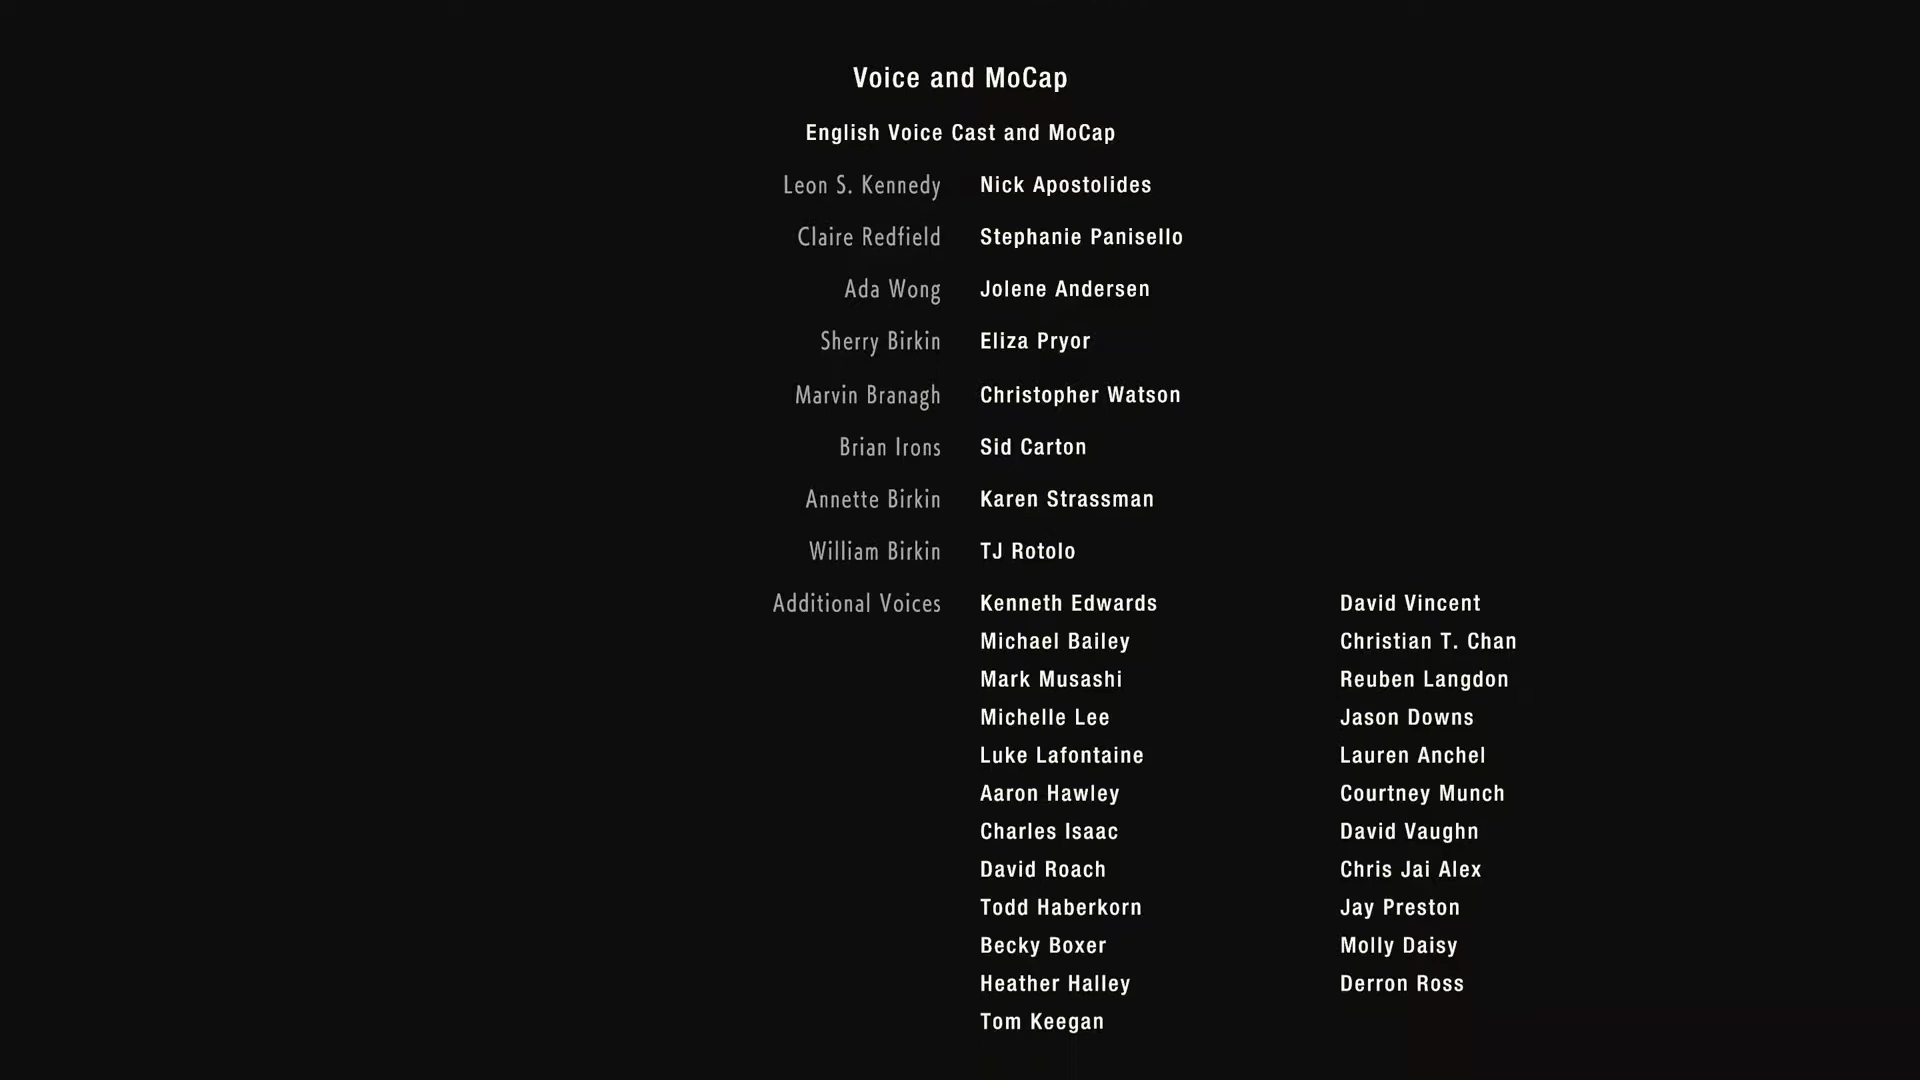 Voice and MoCap
English Voice Cast and MoCap
Leon S. Kennedy Nick Apostolides
Claire Redfield Stephanie Panisello
Ada Wong Jolene Andersen
Sherry Birkin Eliza Pryor
Marvin Branagh Christopher Watson
Brian Irons Sid Carton
Annette Birkin Karen Strassman
William Birkin TJ Rotolo
Additional Voices Kenneth Edwards David Vincent
Michael Bailey Christian T. Chan
Mark Musashi Reuben Langdon
Michelle Lee Jason Downs
Luke Lafontaine Lauren Anchel
Aaron Hawley Courtney Munch
Charles Isaac David Vaughn
David Roach Chris Jai Alex
Todd Haberkorn Jay Preston
Becky Boxer Molly Daisy
Heather Halley Derron Ross
Tom Keegan